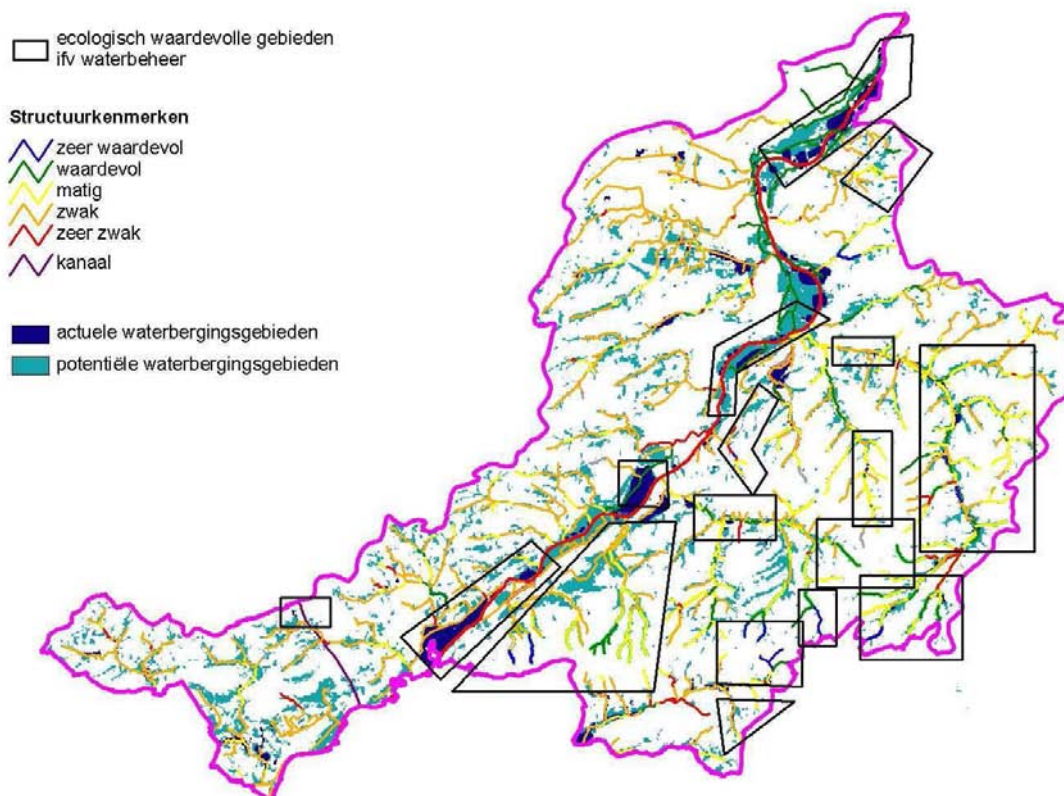 ecologisch waardevolle gebieden
ifv waterbeheer
Structuurkenmerken
zeer waardevol
waardevol
matig
zwak
zeer zwak
kanaal
actuele waterbergingsgebieden
potentiële waterbergingsgebieden